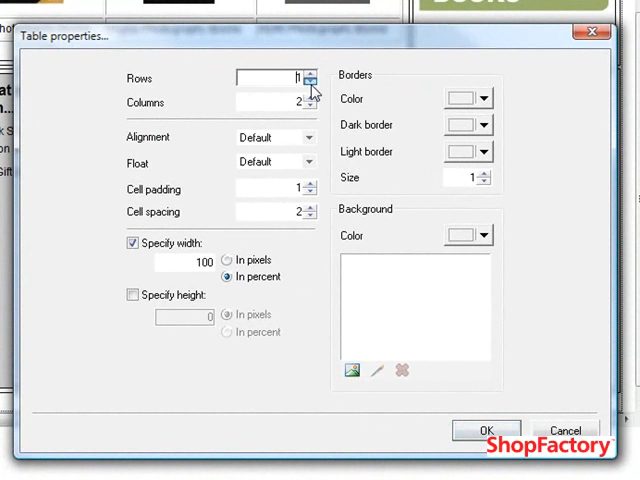 BOOKS
Table properties...
Rows 1
Columns 2
Alignment Default
Float Default
Cell padding 1
Cell spacing 2
Specify width:
100 In pixels
In percent
Specify height:
0 In pixels
In percent
Borders
Color
Dark border
Light border
Size 1
Background
Color
OK Cancel
ShopFactory